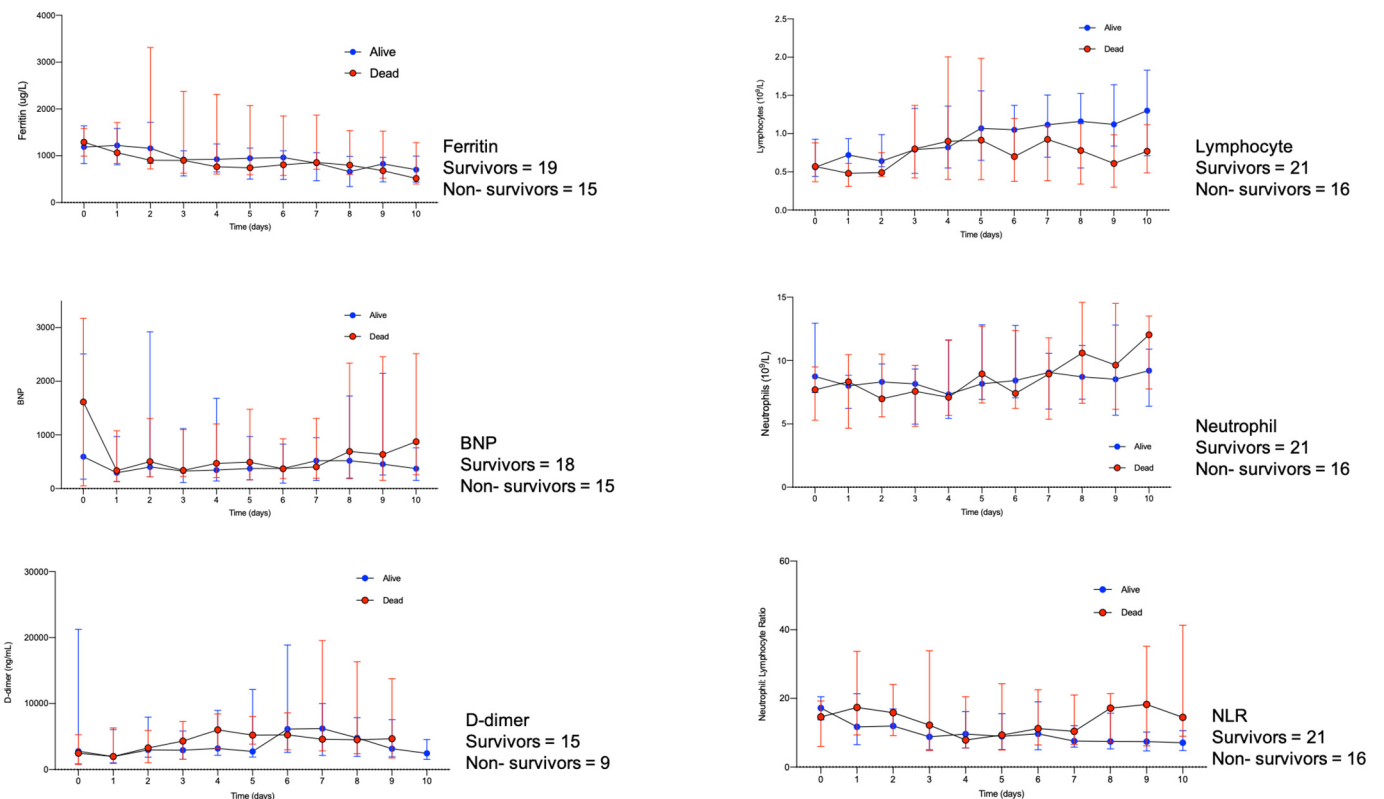 4000
3000
2000
1000
0
Ferritin (ug/L)
Alive
Dead
0 1 2 3 4 5 6 7 8 9 10
Time (days)
Ferritin
Survivors = 19
Non- survivors = 15
2.5
2.0
1.5
1.0
0.5
0.0
Lymphocytes (10⁹/L)
Alive
Dead
0 1 2 3 4 5 6 7 8 9 10
Time (days)
Lymphocyte
Survivors = 21
Non- survivors = 16
3000
2000
1000
0
BNP
Alive
Dead
0 1 2 3 4 5 6 7 8 9 10
Time (days)
BNP
Survivors = 18
Non- survivors = 15
15
10
5
0
Neutrophils (10⁹/L)
Alive
Dead
0 1 2 3 4 5 6 7 8 9 10
Time (days)
Neutrophil
Survivors = 21
Non- survivors = 16
30000
20000
10000
0
D-dimer (ng/mL)
Alive
Dead
0 1 2 3 4 5 6 7 8 9 10
Time (days)
D-dimer
Survivors = 15
Non- survivors = 9
60
40
20
0
Neutrophil: Lymphocyte Ratio
Alive
Dead
0 1 2 3 4 5 6 7 8 9 10
Time (days)
NLR
Survivors = 21
Non- survivors = 16